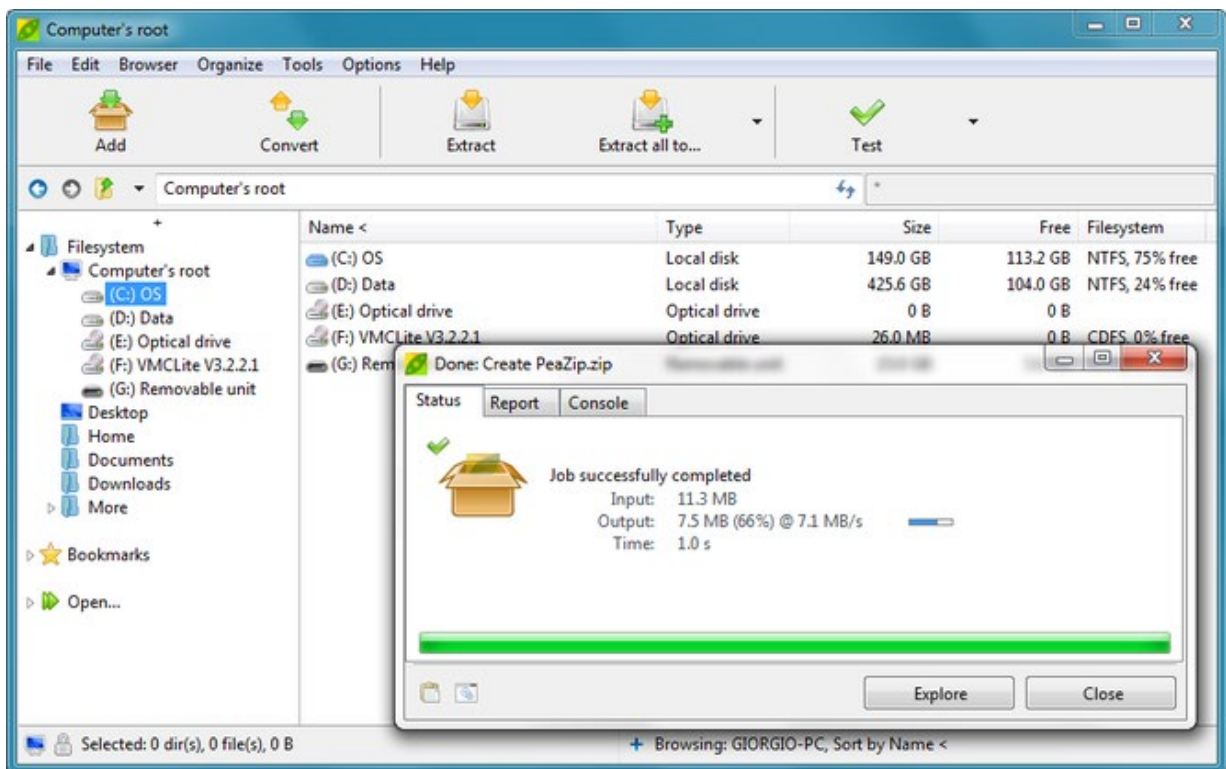 Computer's root
File Edit Browser Organize Tools Options Help
Add Convert Extract Extract all to... Test
Computer's root *
Name < Type Size Free Filesystem
Filesystem
Computer's root
(C:) OS
(D:) Data
(E:) Optical drive
(F:) VMCLite V3.2.2.1
(G:) Removable unit
Desktop
Home
Documents
Downloads
More
Bookmarks
Open...
(C:) OS Local disk 149.0 GB 113.2 GB NTFS, 75% free
(D:) Data Local disk 425.6 GB 104.0 GB NTFS, 24% free
(E:) Optical drive Optical drive 0 B 0 B
(F:) VMCLite V3.2.2.1 Optical drive 26.0 MB 0 B CDFS, 0% free
(G:) Rem
Done: Create PeaZip.zip
Status Report Console
Job successfully completed
Input: 11.3 MB
Output: 7.5 MB (66%) @ 7.1 MB/s
Time: 1.0 s
Explore Close
Selected: 0 dir(s), 0 file(s), 0 B + Browsing: GIORGIO-PC, Sort by Name <